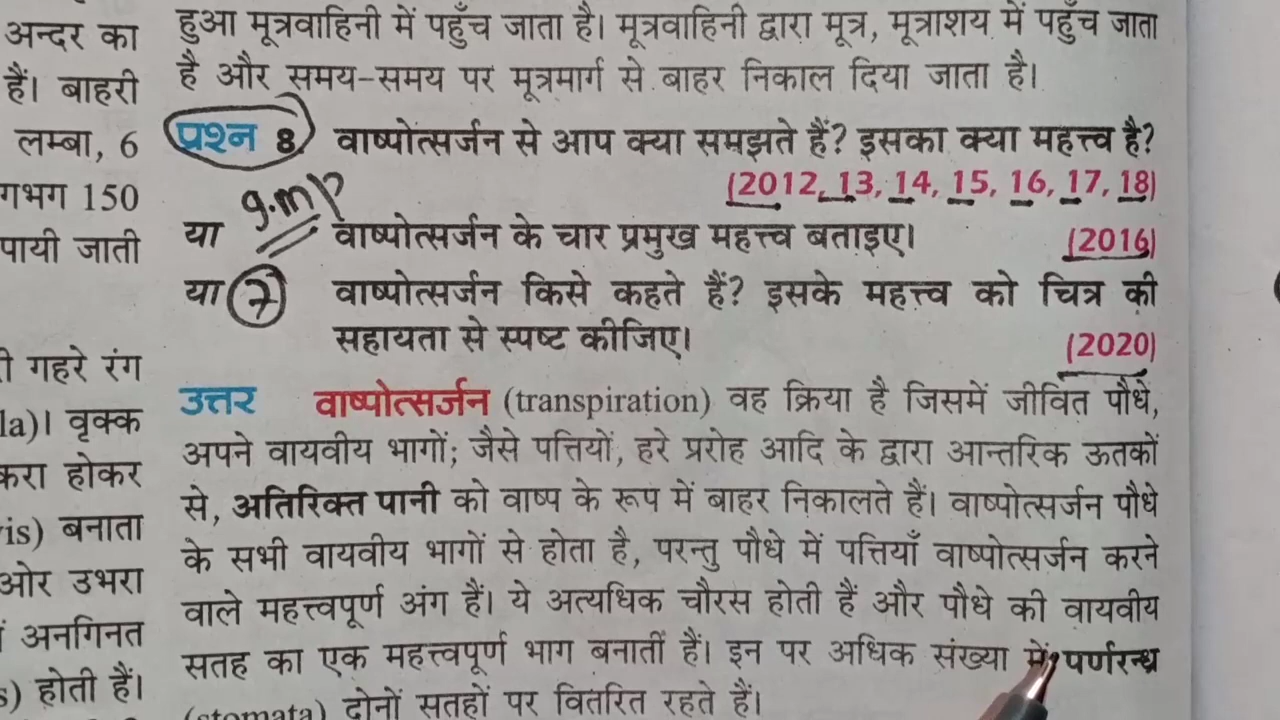 अन्दर का
हैं। बाहरी
लम्बा, 6
गभग 150
पायी जाती
ी गहरे रंग
la)। वृक्क
करा होकर
is) बनाता
ओर उभरा
अनगिनत
s) होती हैं।
हुआ मूत्रवाहिनी में पहुँच जाता है। मूत्रवाहिनी द्वारा मूत्र, मूत्राशय में पहुँच जाता
है और समय-समय पर मूत्रमार्ग से बाहर निकाल दिया जाता है।
प्रश्न 8 वाष्पोत्सर्जन से आप क्या समझते हैं? इसका क्या महत्त्व है?
(2012, 13, 14, 15, 16, 17, 18)
g.mp
या वाष्पोत्सर्जन के चार प्रमुख महत्त्व बताइए। (2016)
या 7 वाष्पोत्सर्जन किसे कहते हैं? इसके महत्त्व को चित्र की
सहायता से स्पष्ट कीजिए। (2020)
उत्तर वाष्पोत्सर्जन (transpiration) वह क्रिया है जिसमें जीवित पौधे,
अपने वायवीय भागों; जैसे पत्तियों, हरे प्ररोह आदि के द्वारा आन्तरिक ऊतकों
से, अतिरिक्त पानी को वाष्प के रूप में बाहर निकालते हैं। वाष्पोत्सर्जन पौधे
के सभी वायवीय भागों से होता है, परन्तु पौधे में पत्तियाँ वाष्पोत्सर्जन करने
वाले महत्त्वपूर्ण अंग हैं। ये अत्यधिक चौरस होती हैं और पौधे की वायवीय
सतह का एक महत्त्वपूर्ण भाग बनाती हैं। इन पर अधिक संख्या में पर्णरन्ध्र
(stomata) दोनों सतहों पर वितरित रहते हैं।